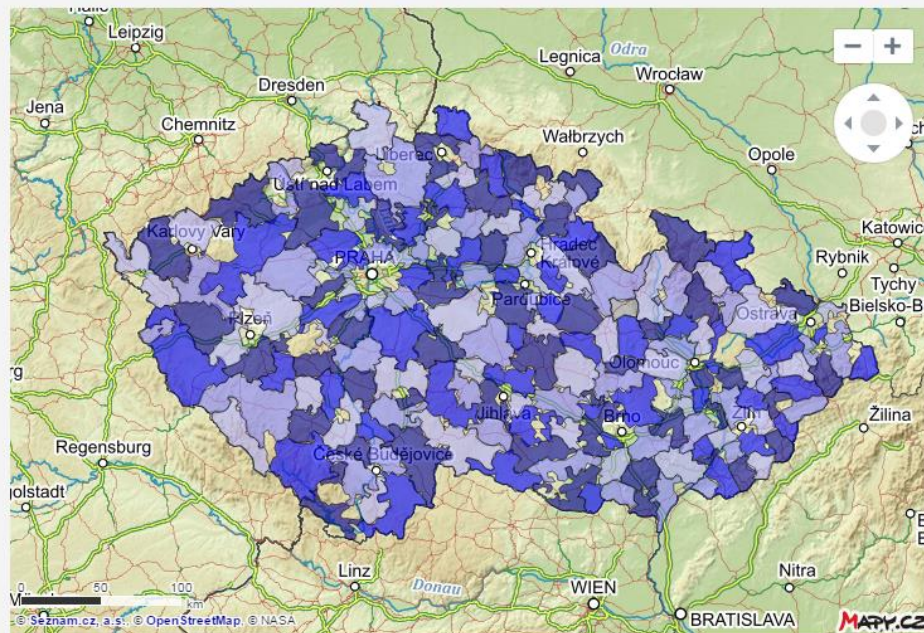 Leipzig
Legnica
Odra
Wrocław
Dresden
Jena
Chemnitz
Wałbrzych
Opole
Liberec
Ústí nad Labem
Katowice
Karlovy Vary
Hradec
Králové
PRAHA
Rybnik
Tychy
Pardubice
Bielsko-B
Ostrava
Plzeň
Olomouc
Jihlava
Brno
Zlín
Žilina
Regensburg
České Budějovice
golstadt
Linz
Donau
WIEN
Nitra
BRATISLAVA
0 50 100
km
© Seznam.cz, a.s., © OpenStreetMap, © NASA
MAPY.CZ